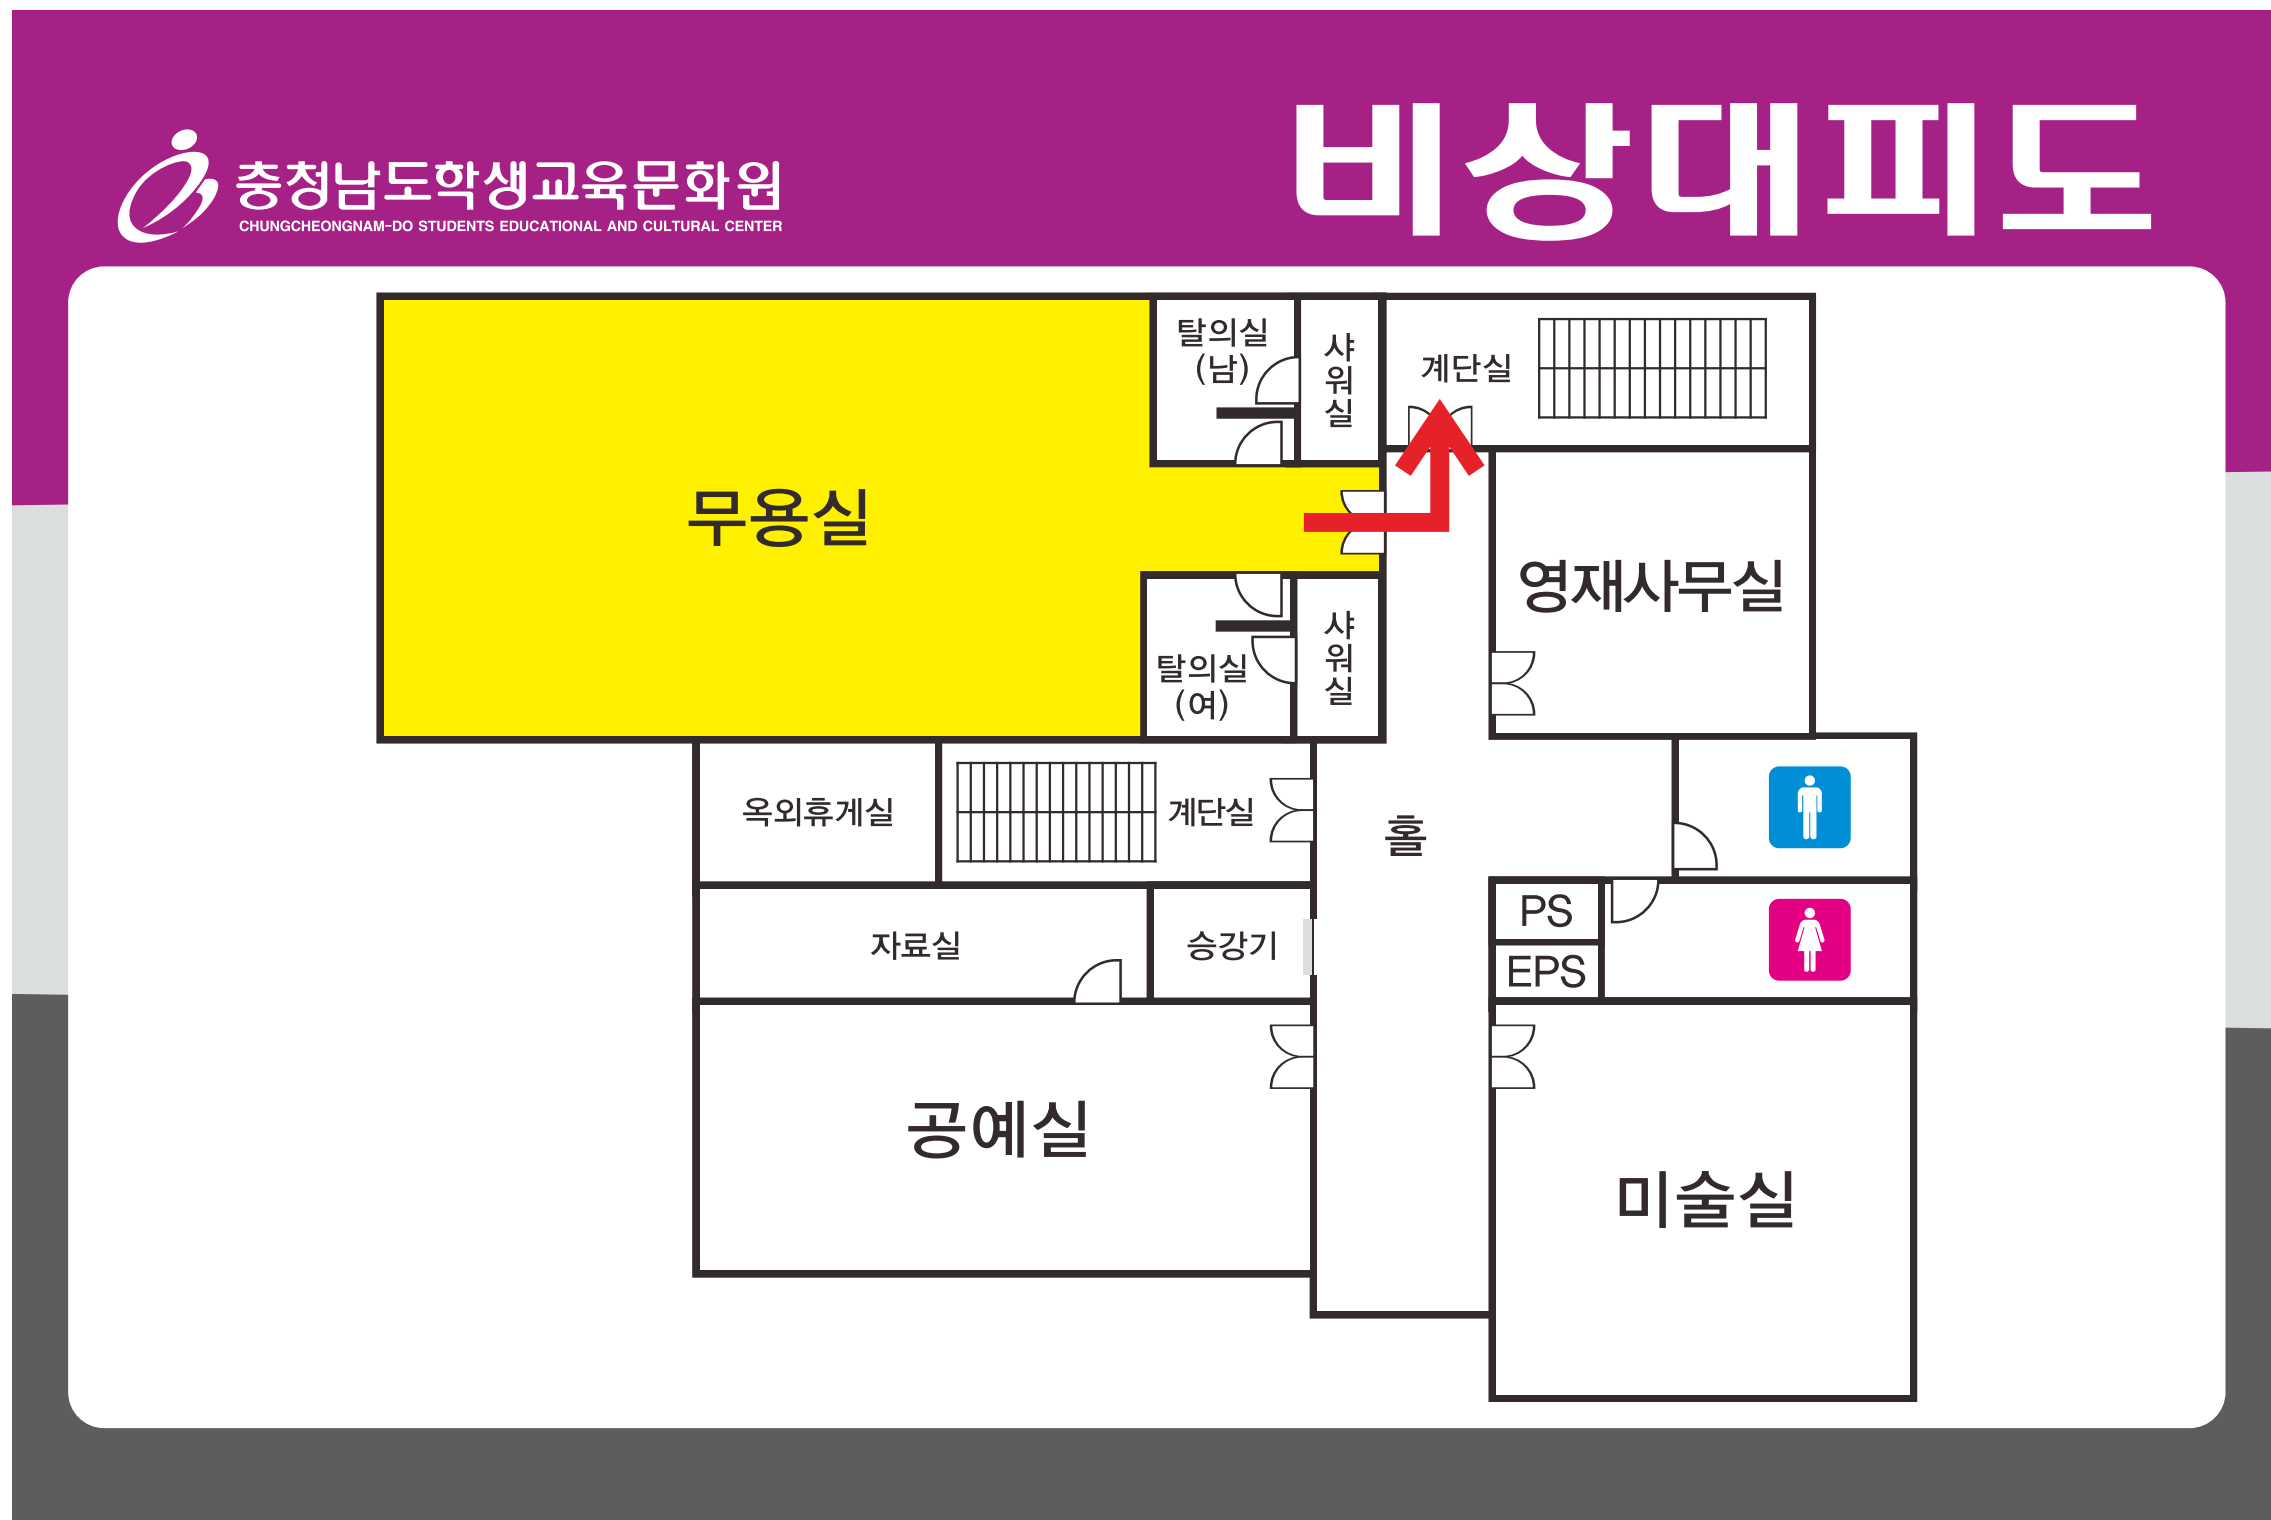 충청남도학생교육문화원
CHUNGCHEONGNAM-DO STUDENTS EDUCATIONAL AND CULTURAL CENTER
비상대피도
탈의실
(남)
샤워실
계단실
무용실
영재사무실
탈의실
(여)
샤워실
옥외휴게실
계단실
홀
자료실
승강기
PS
EPS
공예실
미술실